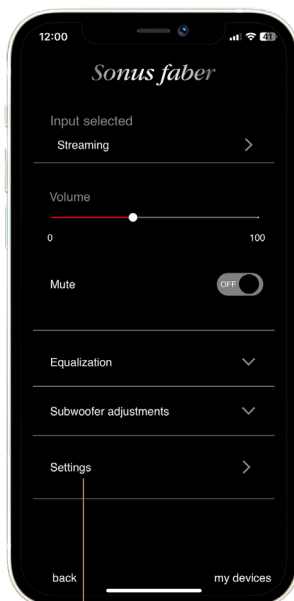 12:00
41
Sonus faber
Input selected
Streaming
Volume
0 100
Mute OFF
Equalization
Subwoofer adjustments
Settings
back my devices